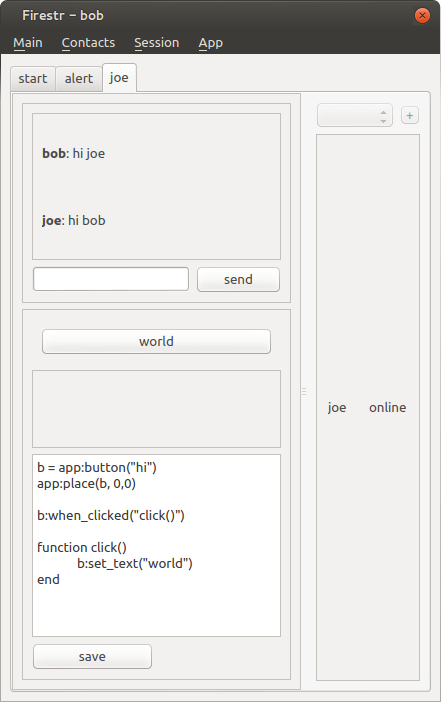 Firestr - bob
Main Contacts Session App
start alert joe
bob: hi joe
joe: hi bob
send
+
world
joe online
b = app:button("hi")
app:place(b, 0,0)
b:when_clicked("click()")
function click()
b:set_text("world")
end
save